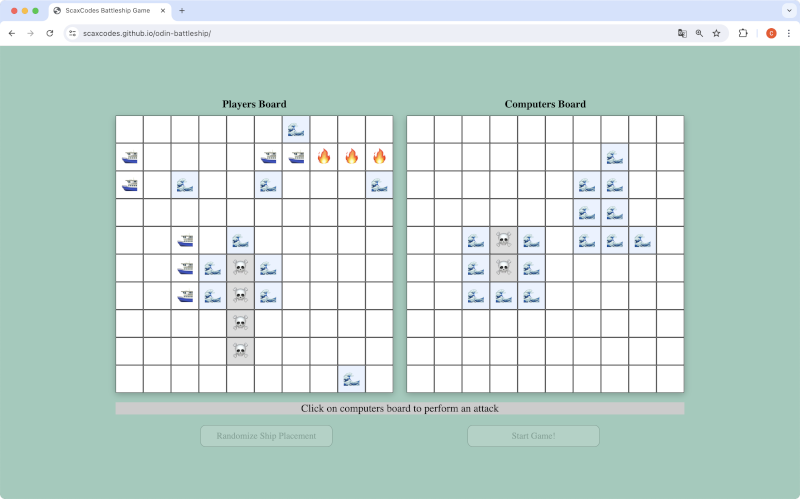 ScaxCodes Battleship Game
scaxcodes.github.io/odin-battleship/
C
Players Board
Computers Board
Click on computers board to perform an attack
Randomize Ship Placement
Start Game!